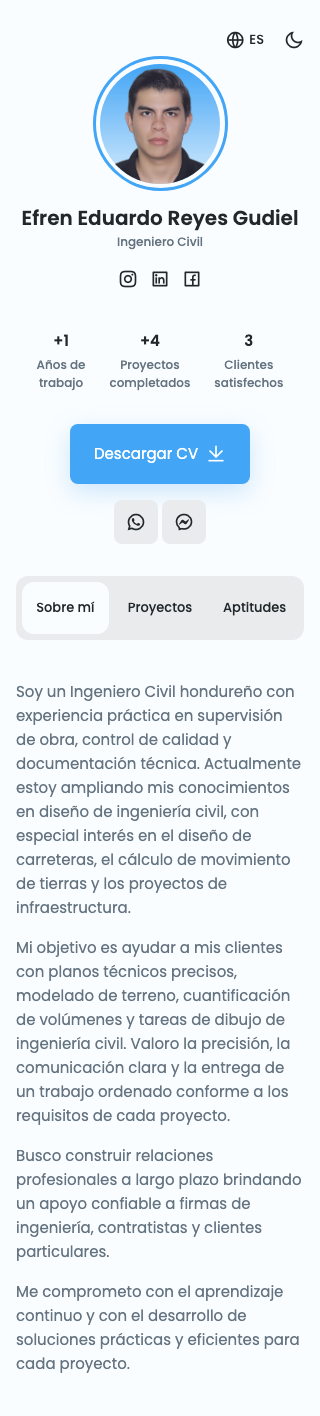 ES
Efren Eduardo Reyes Gudiel
Ingeniero Civil
+1
Años de
trabajo
+4
Proyectos
completados
3
Clientes
satisfechos
Descargar CV
Sobre mí
Proyectos
Aptitudes
Soy un Ingeniero Civil hondureño con
experiencia práctica en supervisión
de obra, control de calidad y
documentación técnica. Actualmente
estoy ampliando mis conocimientos
en diseño de ingeniería civil, con
especial interés en el diseño de
carreteras, el cálculo de movimiento
de tierras y los proyectos de
infraestructura.
Mi objetivo es ayudar a mis clientes
con planos técnicos precisos,
modelado de terreno, cuantificación
de volúmenes y tareas de dibujo de
ingeniería civil. Valoro la precisión, la
comunicación clara y la entrega de
un trabajo ordenado conforme a los
requisitos de cada proyecto.
Busco construir relaciones
profesionales a largo plazo brindando
un apoyo confiable a firmas de
ingeniería, contratistas y clientes
particulares.
Me comprometo con el aprendizaje
continuo y con el desarrollo de
soluciones prácticas y eficientes para
cada proyecto.